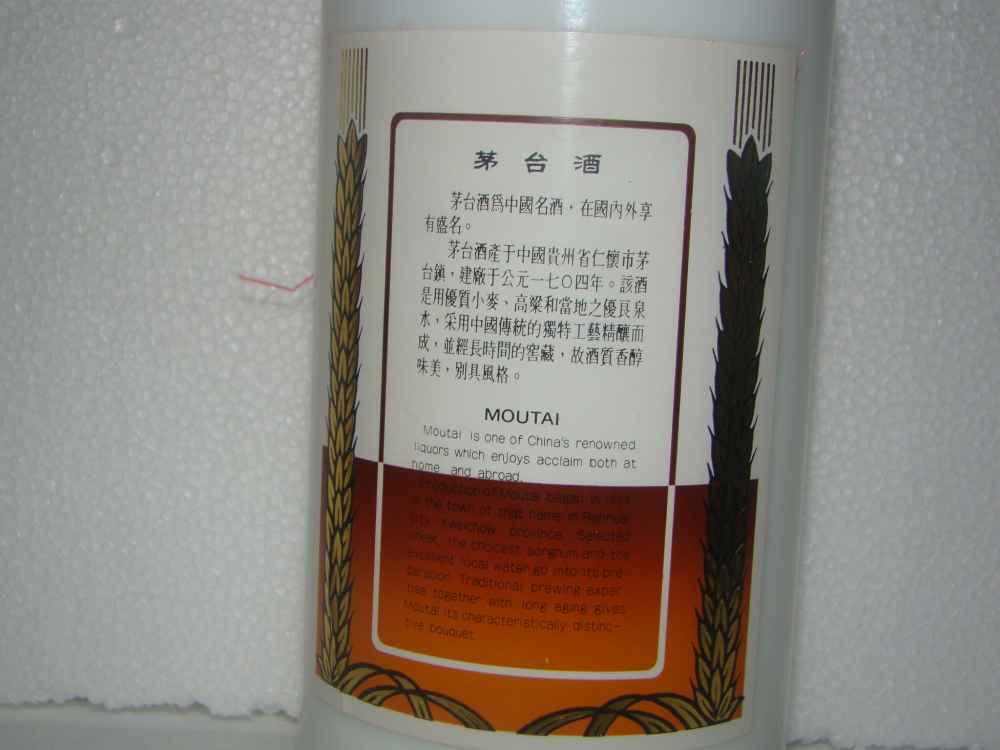 茅台酒
茅台酒爲中國名酒，在國內外享
有盛名。
茅台酒產于中國貴州省仁懷市茅
台鎮，建廠于公元一七〇四年。該酒
是用優質小麥、高粱和當地之優良泉
水，采用中國傳統的獨特工藝精釀而
成，並經長時間的窖藏，故酒質香醇
味美，別具風格。
MOUTAI
Moutai is one of China's renowned
liquors which enjoys acclaim both at
home and abroad.
Production of Moutai began in 1704
in the town of that name in Renhuai
city Kweichow province. Selected
wheat, the choicest sorghum and the
excellent local water go into its pre-
paration. Traditional brewing exper-
tise together with long aging gives
Moutai its characteristically distinc-
tive bouquet.